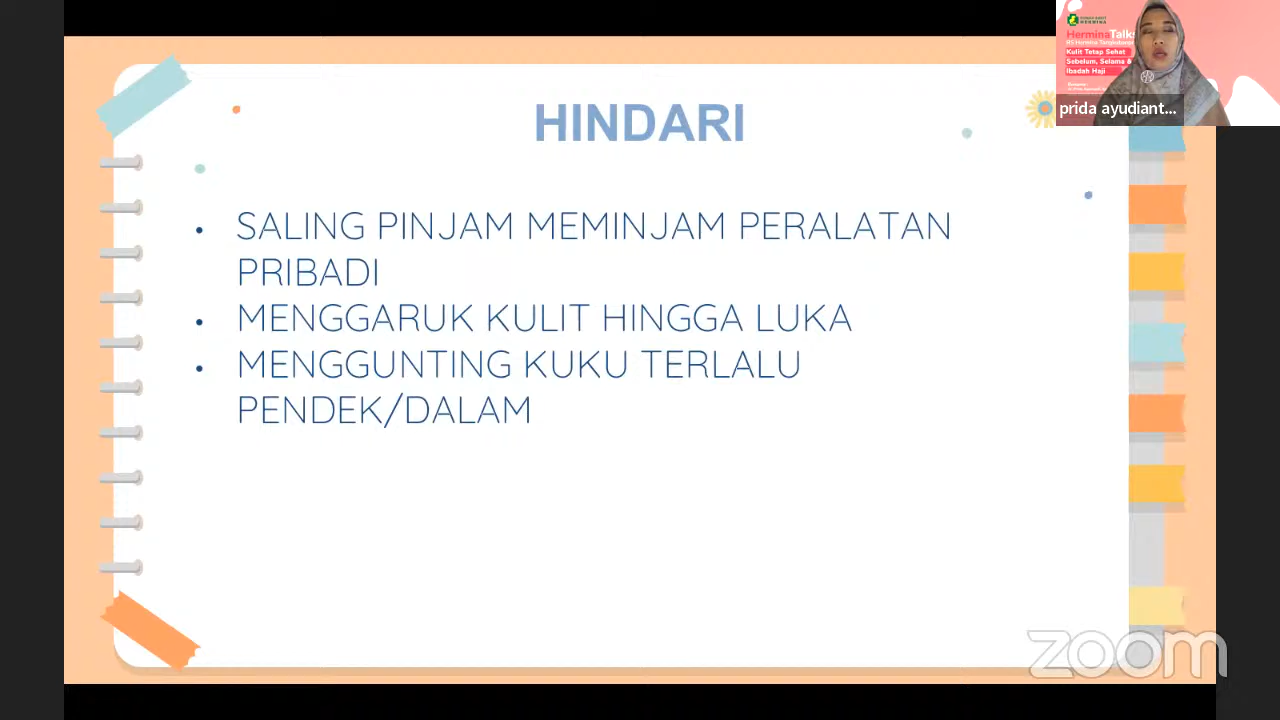 HINDARI
• SALING PINJAM MEMINJAM PERALATAN
PRIBADI
• MENGGARUK KULIT HINGGA LUKA
• MENGGUNTING KUKU TERLALU
PENDEK/DALAM
HERMINA
HerminaTalks
Kulit Tetap Sehat
Sebelum, Selama &
Ibadah Haji
prida ayudiant...
zoom